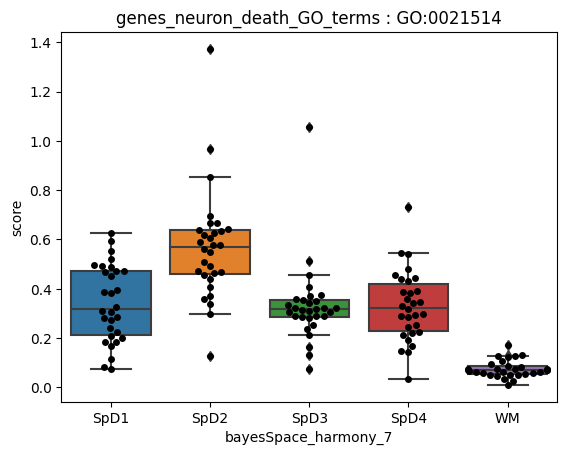 genes_neuron_death_GO_terms : GO:0021514
1.4
1.2
1.0
0.8
0.6
0.4
0.2
0.0
score
SpD1 SpD2 SpD3 SpD4 WM
bayesSpace_harmony_7